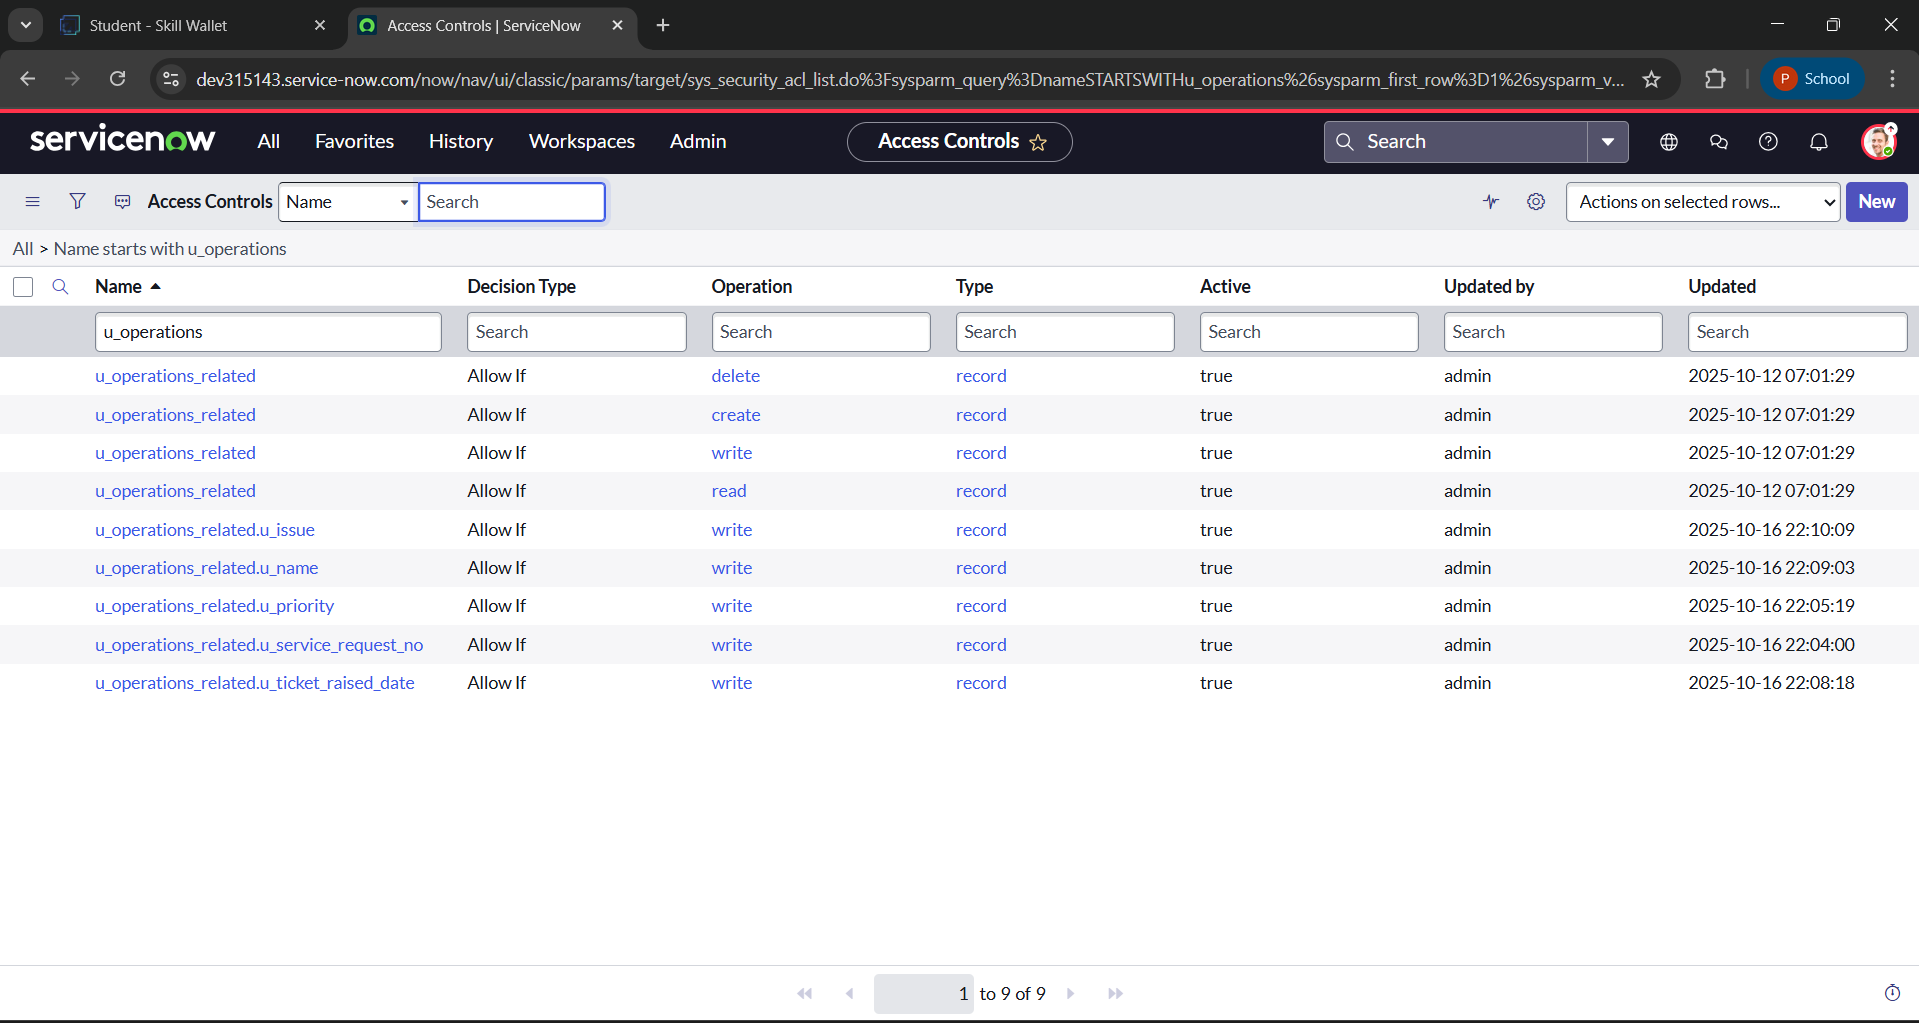 Student - Skill Wallet
Access Controls | ServiceNow
dev315143.service-now.com/now/nav/ui/classic/params/target/sys_security_acl_list.do%3Fsysparm_query%3DnameSTARTSWITHu_operations%26sysparm_first_row%3D1%26sysparm_v...
P School
servicenow All Favorites History Workspaces Admin Access Controls Search
Access Controls Name Search Actions on selected rows... New
All > Name starts with u_operations
Name Decision Type Operation Type Active Updated by Updated
u_operations Search Search Search Search Search Search
u_operations_related Allow If delete record true admin 2025-10-12 07:01:29
u_operations_related Allow If create record true admin 2025-10-12 07:01:29
u_operations_related Allow If write record true admin 2025-10-12 07:01:29
u_operations_related Allow If read record true admin 2025-10-12 07:01:29
u_operations_related.u_issue Allow If write record true admin 2025-10-16 22:10:09
u_operations_related.u_name Allow If write record true admin 2025-10-16 22:09:03
u_operations_related.u_priority Allow If write record true admin 2025-10-16 22:05:19
u_operations_related.u_service_request_no Allow If write record true admin 2025-10-16 22:04:00
u_operations_related.u_ticket_raised_date Allow If write record true admin 2025-10-16 22:08:18
1 to 9 of 9